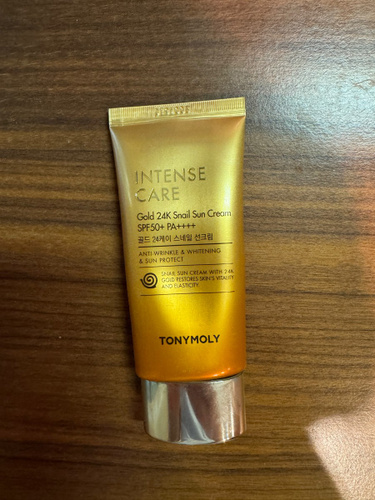 INTENSE
CARE
Gold 24K Snail Sun Cream
SPF50+ PA++++
골드 24케이 스네일 선크림
ANTI-WRINKLE & WHITENING
& SUN PROTECT
SNAIL SUN CREAM WITH 24K
GOLD RESTORES SKIN'S VITALITY
AND ELASTICITY
TONYMOLY